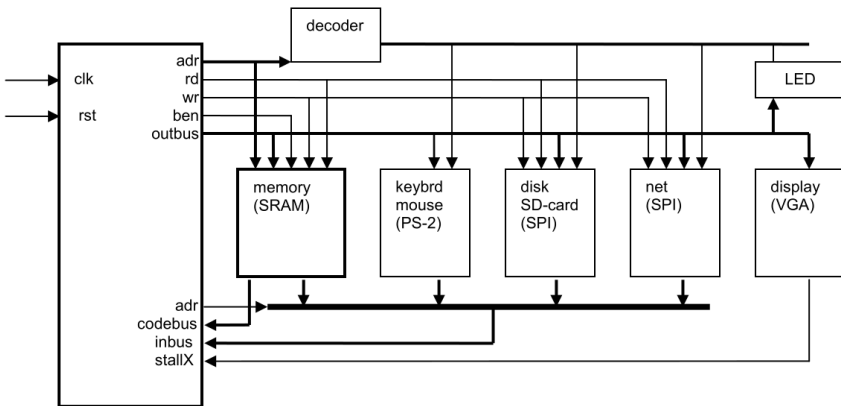 decoder
adr
clk
rd
LED
wr
rst
ben
outbus
memory
(SRAM)
keybrd
mouse
(PS-2)
disk
SD-card
(SPI)
net
(SPI)
display
(VGA)
adr
codebus
inbus
stallX